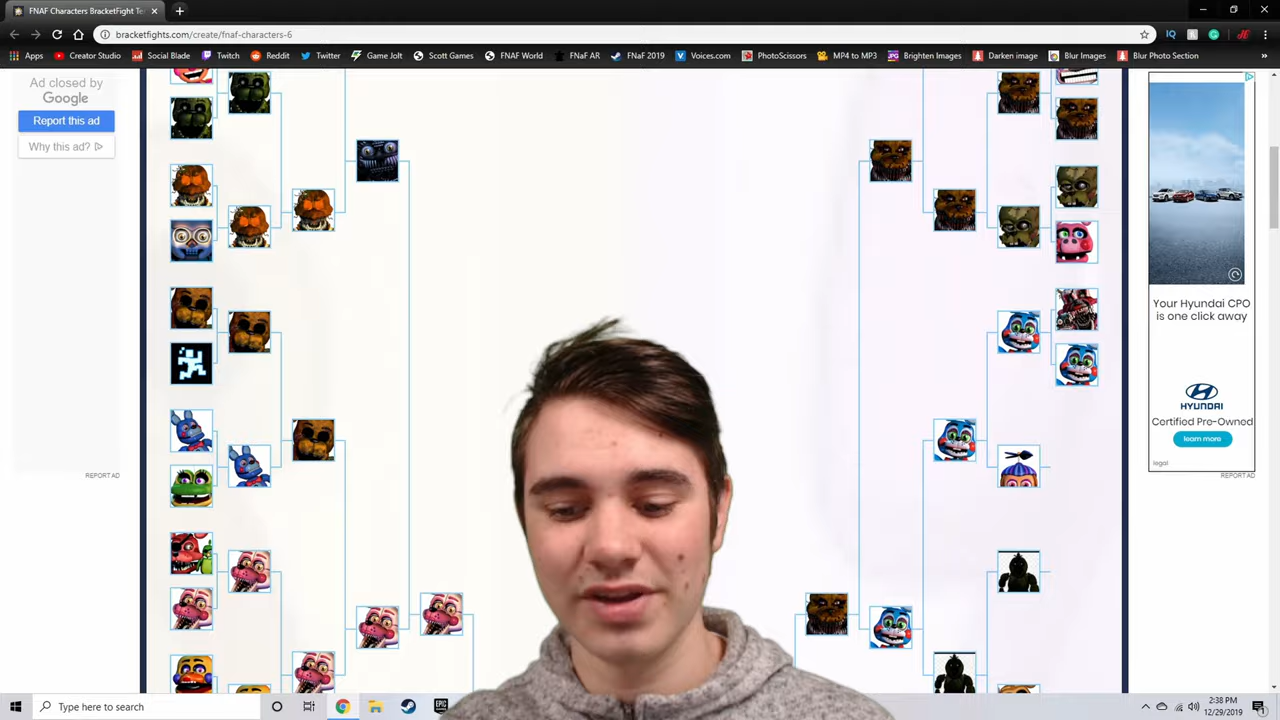 FNAF Characters BracketFight Te
bracketfights.com/create/fnaf-characters-6
Apps
Creator Studio
Social Blade
Twitch
Reddit
Twitter
Game Jolt
Scott Games
FNaF World
FNaF AR
FNaF 2019
Voices.com
PhotoScissors
MP4 to MP3
Brighten Images
Darken image
Blur Images
Blur Photo Section
Ad closed by
Google
Report this ad
Why this ad?
REPORT AD
Your Hyundai CPO
is one click away
HYUNDAI
Certified Pre-Owned
learn more
legal
REPORT AD
Type here to search
EPIC
2:38 PM
12/29/2019